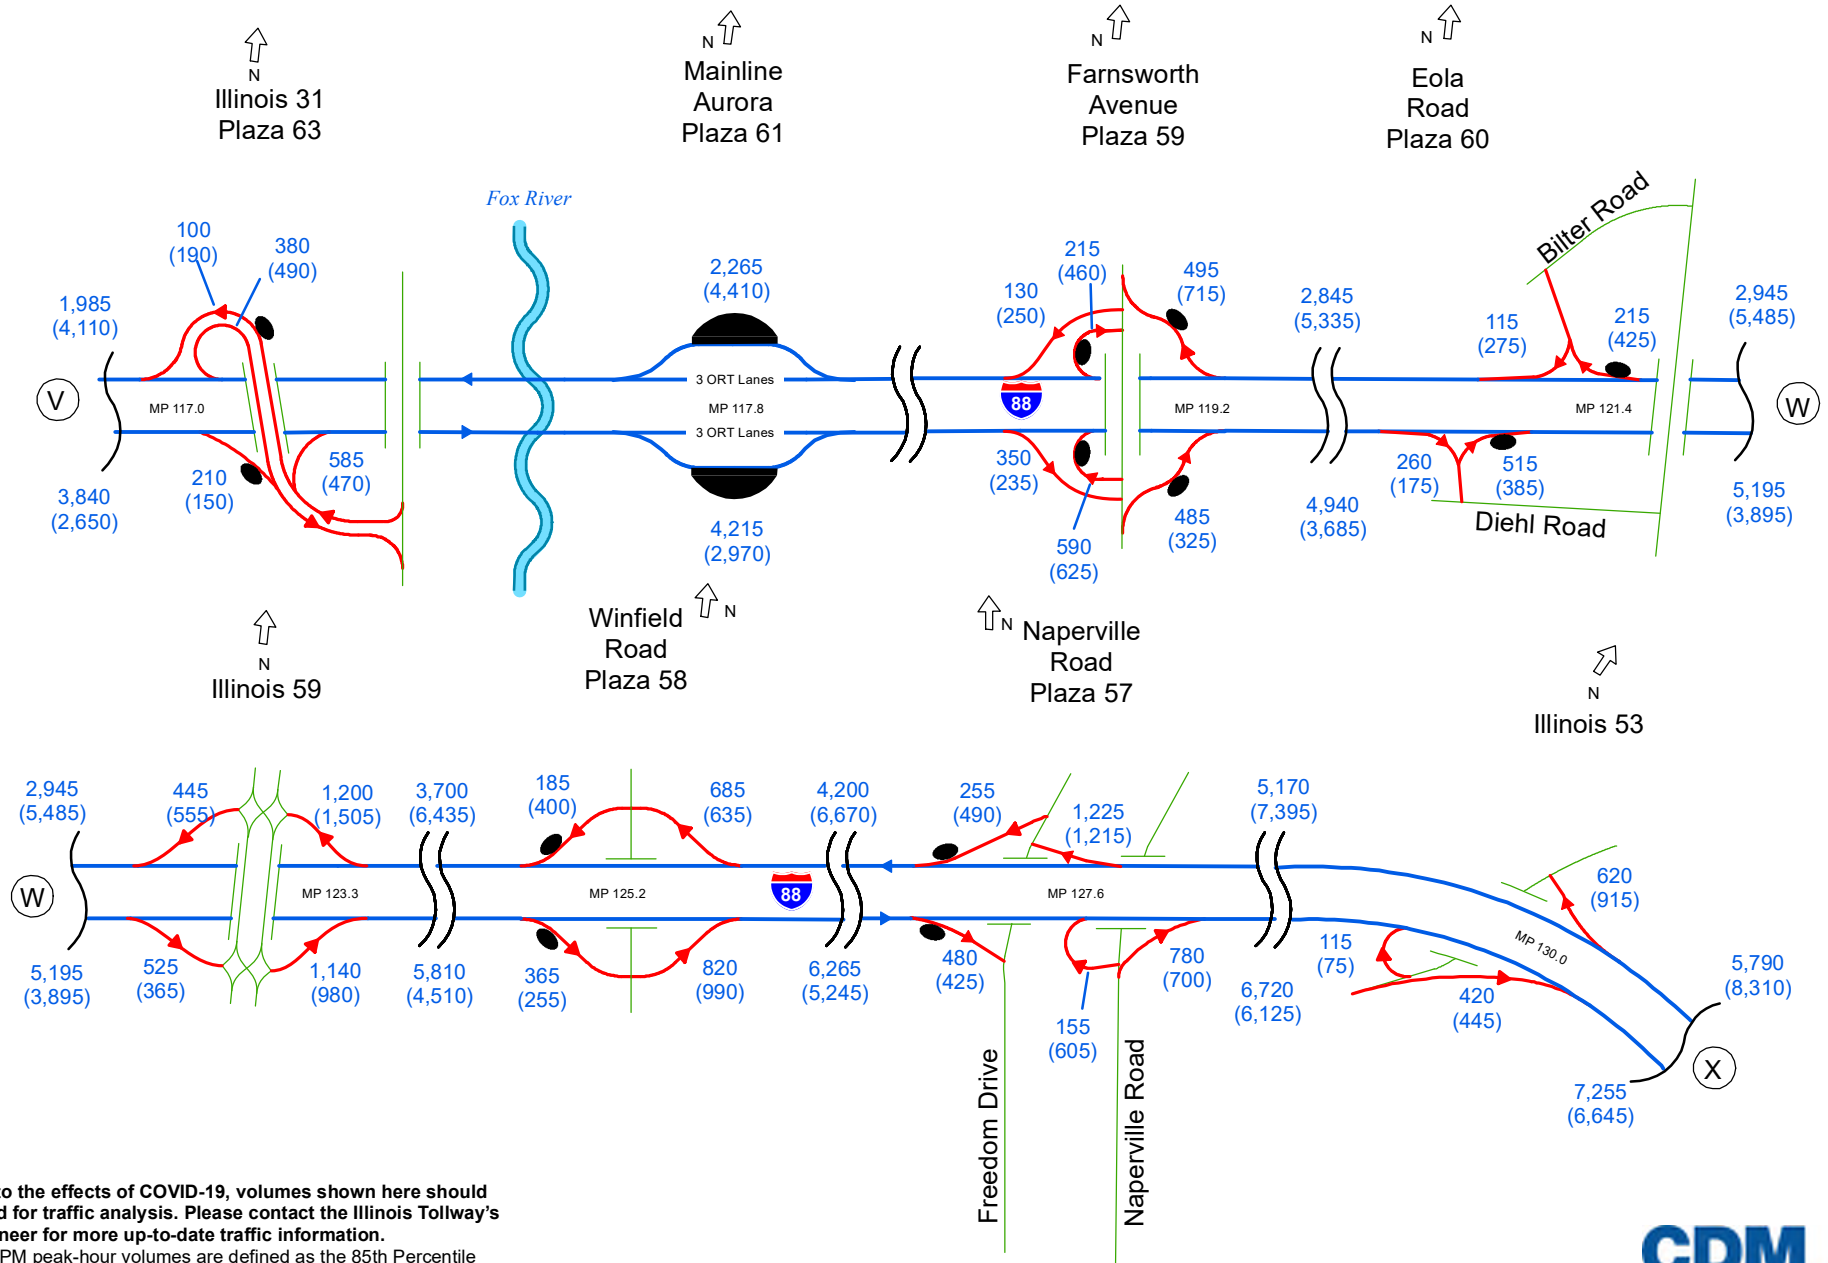 N
Illinois 31
Plaza 63
N
Mainline
Aurora
Plaza 61
N
Farnsworth
Avenue
Plaza 59
N
Eola
Road
Plaza 60
Fox River
Bilter Road
100
(190)
380
(490)
1,985
(4,110)
2,265
(4,410)
130
(250)
215
(460)
495
(715)
2,845
(5,335)
115
(275)
215
(425)
2,945
(5,485)
V
MP 117.0
3 ORT Lanes
MP 117.8
3 ORT Lanes
88
MP 119.2
MP 121.4
W
3,840
(2,650)
210
(150)
585
(470)
4,215
(2,970)
350
(235)
590
(625)
485
(325)
4,940
(3,685)
260
(175)
515
(385)
Diehl Road
5,195
(3,895)
N
Illinois 59
Winfield
Road
Plaza 58
N
N
Naperville
Road
Plaza 57
N
Illinois 53
2,945
(5,485)
445
(555)
1,200
(1,505)
3,700
(6,435)
185
(400)
685
(635)
4,200
(6,670)
255
(490)
1,225
(1,215)
5,170
(7,395)
620
(915)
W
MP 123.3
MP 125.2
88
MP 127.6
MP 130.0
5,195
(3,895)
525
(365)
1,140
(980)
5,810
(4,510)
365
(255)
820
(990)
6,265
(5,245)
480
(425)
155
(605)
780
(700)
6,720
(6,125)
115
(75)
420
(445)
5,790
(8,310)
X
7,255
(6,645)
Freedom Drive
Naperville Road
to the effects of COVID-19, volumes shown here should
d for traffic analysis. Please contact the Illinois Tollway's
neer for more up-to-date traffic information.
PM peak-hour volumes are defined as the 85th Percentile
CDM